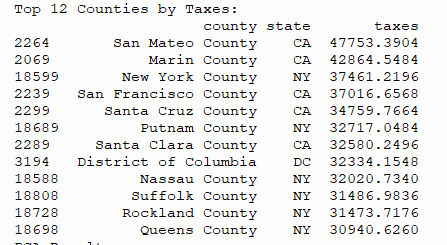 Top 12 Counties by Taxes:
county state taxes
2264 San Mateo County CA 47753.3904
2069 Marin County CA 42864.5484
18599 New York County NY 37461.2196
2239 San Francisco County CA 37016.6568
2299 Santa Cruz County CA 34759.7664
18689 Putnam County NY 32717.0484
2289 Santa Clara County CA 32580.2496
3194 District of Columbia DC 32334.1548
18588 Nassau County NY 32020.7340
18808 Suffolk County NY 31486.9836
18728 Rockland County NY 31473.7176
18698 Queens County NY 30940.6260